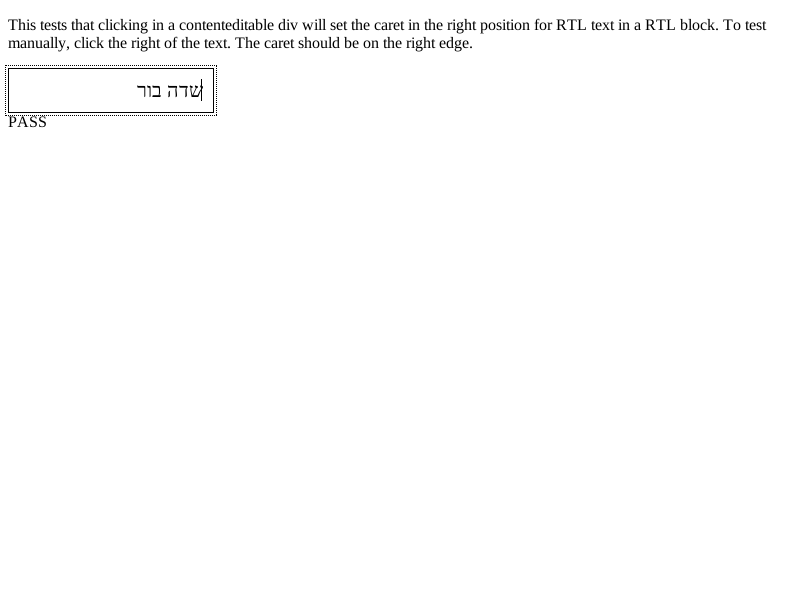 This tests that clicking in a contenteditable div will set the caret in the right position for RTL text in a RTL block. To test
manually, click the right of the text. The caret should be on the right edge.
שדה בור
PASS